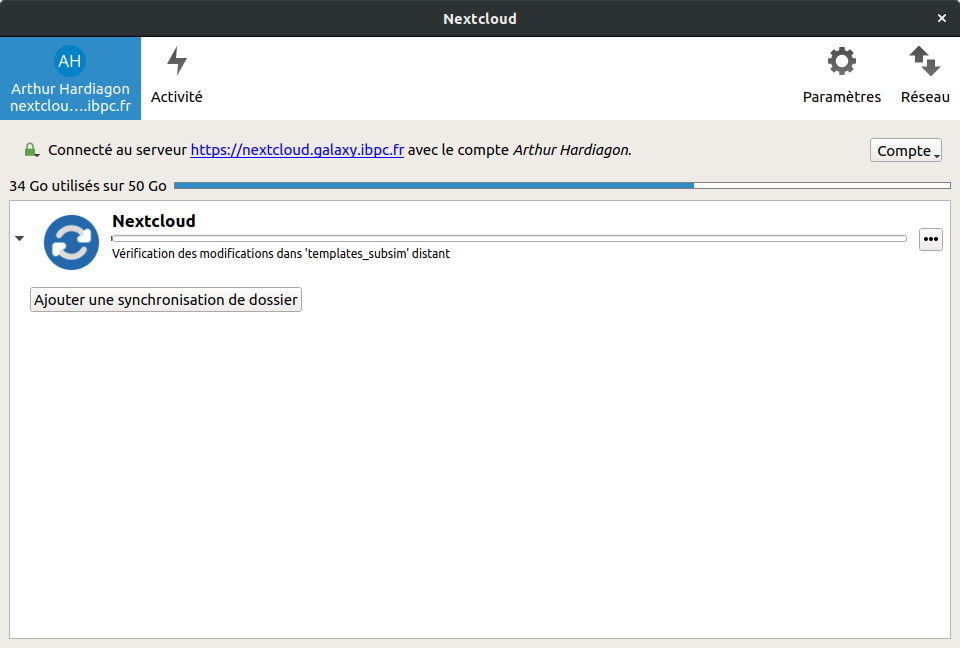 Nextcloud
AH
Arthur Hardiagon
nextclou….ibpc.fr
Activité
Paramètres
Réseau
Connecté au serveur https://nextcloud.galaxy.ibpc.fr avec le compte Arthur Hardiagon.
Compte
34 Go utilisés sur 50 Go
Nextcloud
Vérification des modifications dans 'templates_subsim' distant
Ajouter une synchronisation de dossier